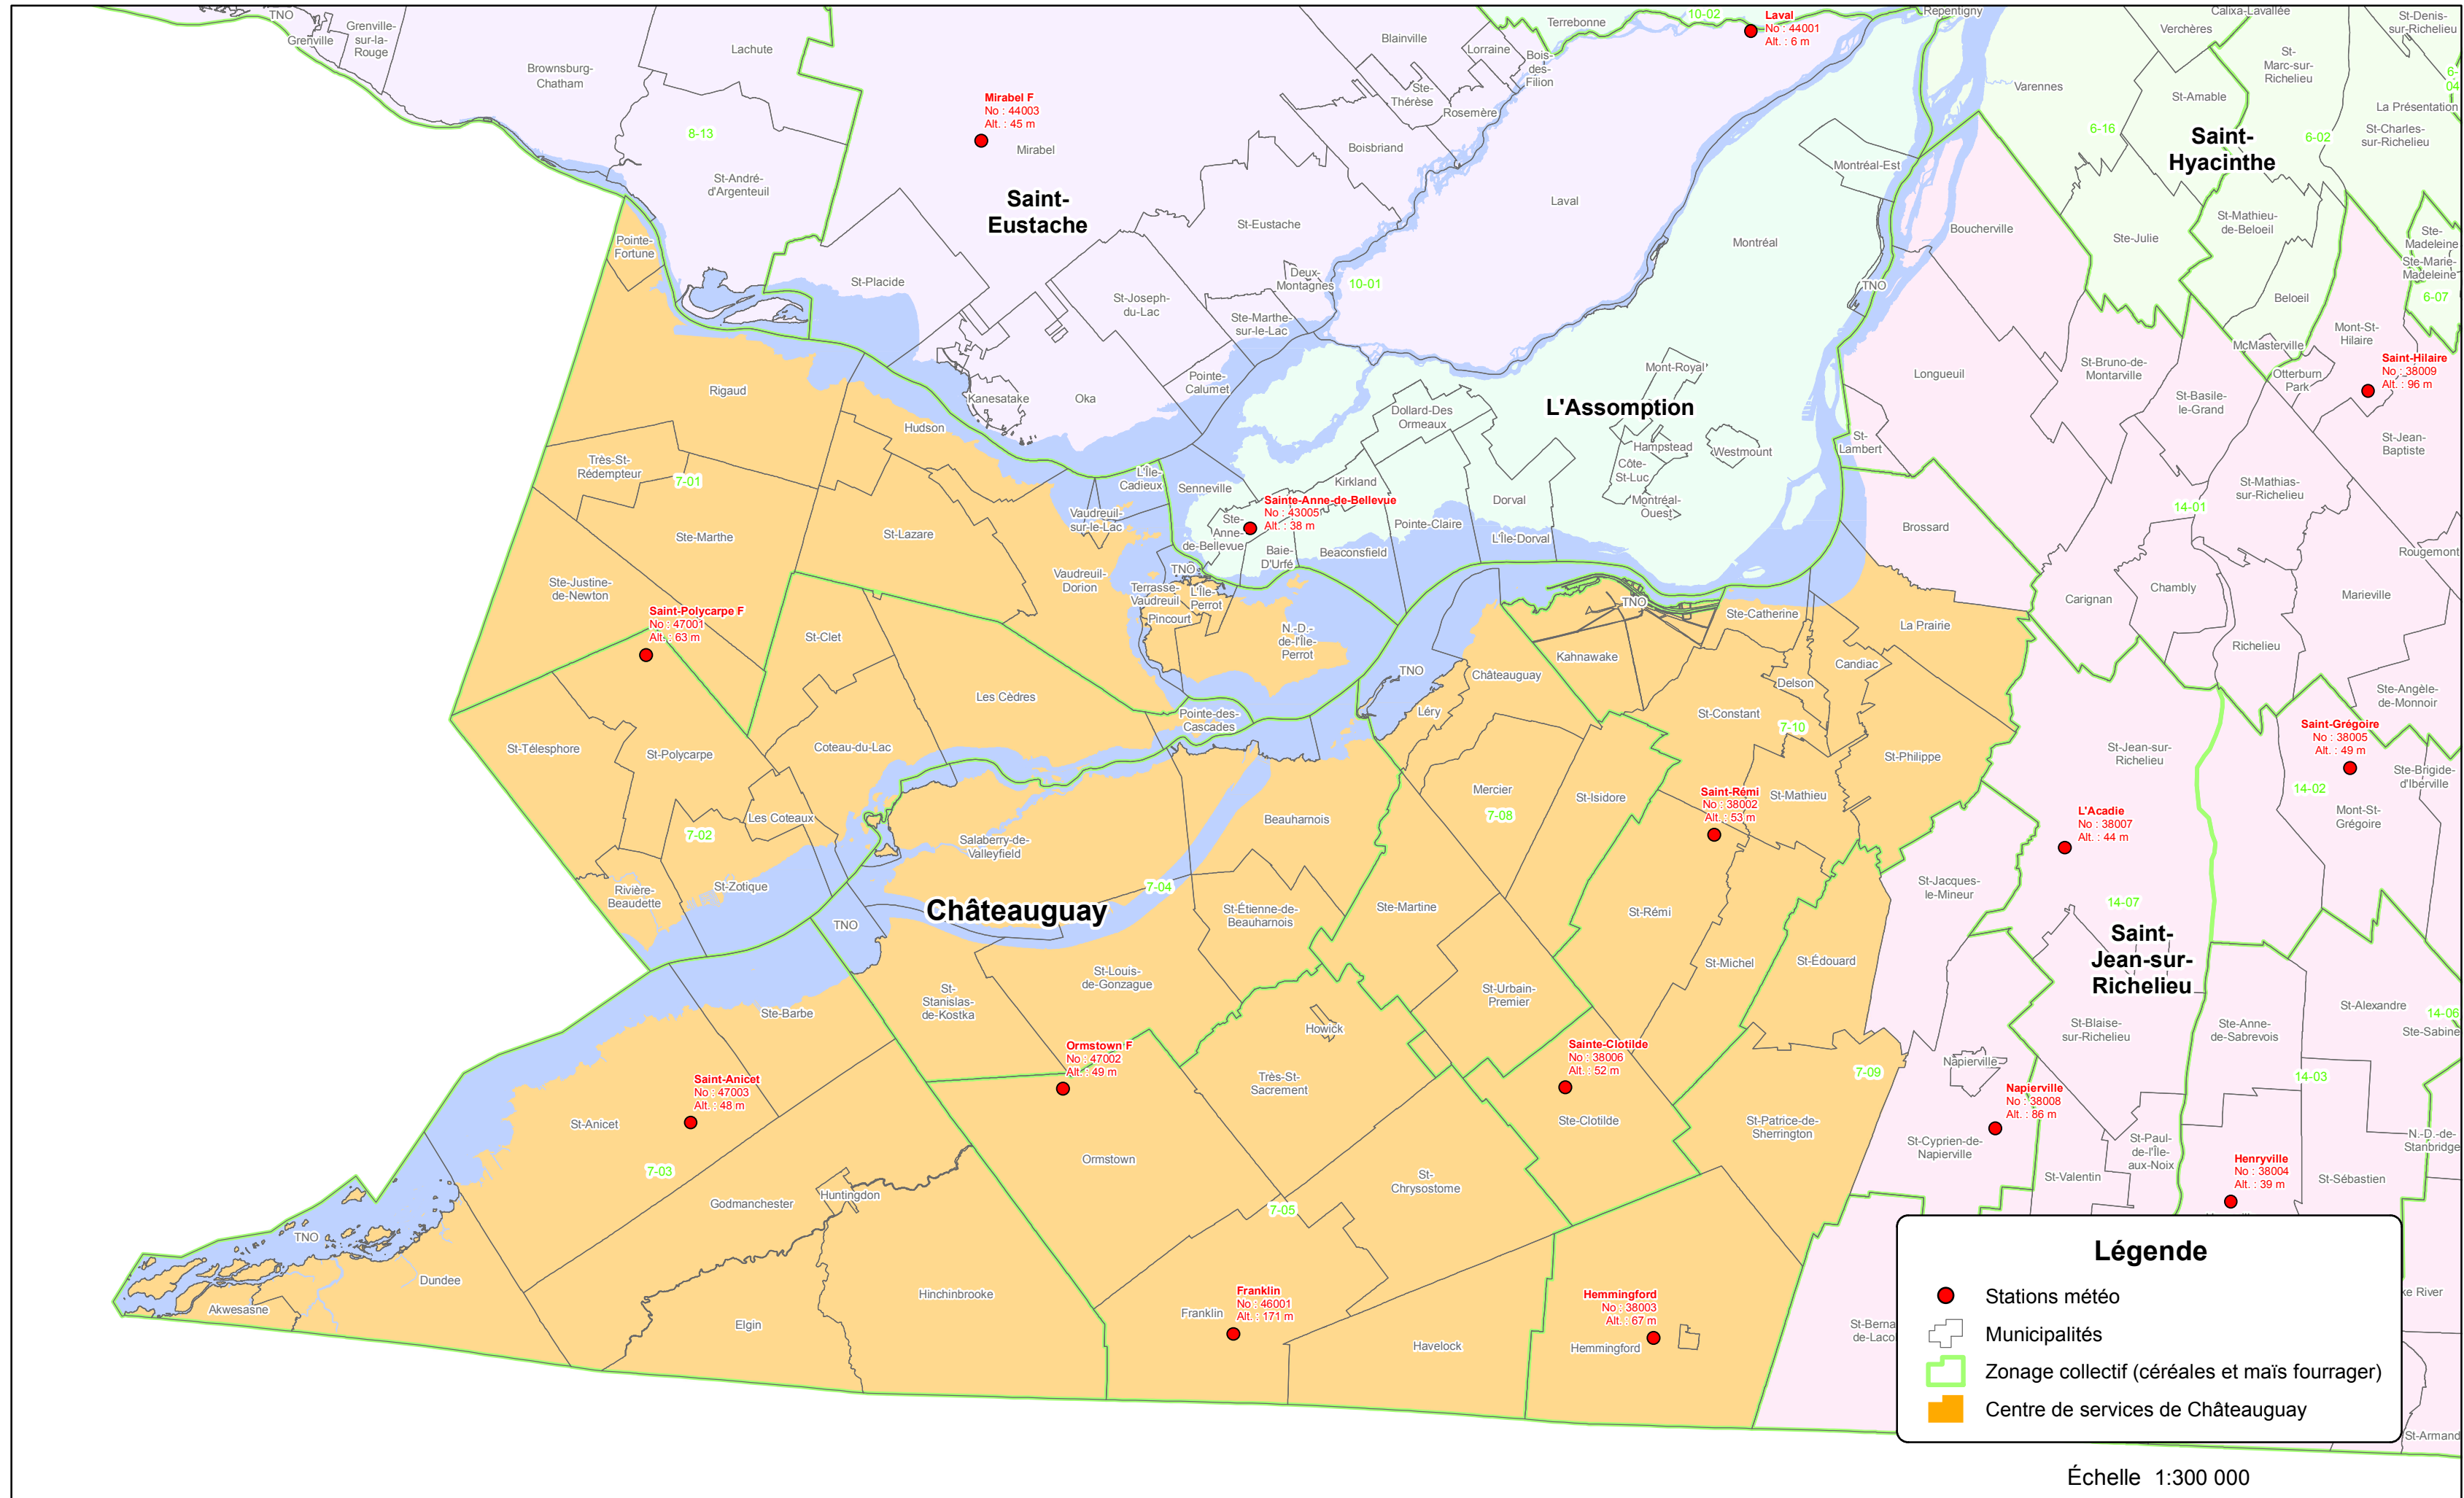 TNO
Grenville
Grenville-
sur-la-
Rouge
Lachute
Brownsburg-
Chatham
8-13
St-André-
d'Argenteuil
Mirabel F
No : 44003
Alt. : 45 m
Mirabel
Saint-
Eustache
Blainville
Lorraine
Ste-
Thérèse
Rosemère
Boisbriand
Bois-
des-
Filion
Terrebonne
10-02
Laval
No : 44001
Alt. : 6 m
Repentigny
Varennes
Verchères
Calixa-Lavallée
St-Denis-
sur-Richelieu
St-
Marc-sur-
Richelieu
6-
04
St-Amable
La Présentation
6-16
Saint-
Hyacinthe
6-02
St-Charles-
sur-Richelieu
Montréal-Est
Laval
Montréal
Boucherville
Ste-Julie
St-Mathieu-
de-Beloeil
Ste-
Madeleine
Ste-Marie-
Madeleine
6-07
Beloeil
Pointe-
Fortune
St-Placide
St-Eustache
Deux-
Montagnes
10-01
St-Joseph-
du-Lac
Ste-Marthe-
sur-le-Lac
TNO
Mont-St-
Hilaire
McMasterville
Saint-Hilaire
No : 38009
Alt. : 96 m
Otterburn
Park
Longueuil
St-Bruno-de-
Montarville
St-Basile-
le-Grand
St-Jean-
Baptiste
Mont-Royal
L'Assomption
Dollard-Des
Ormeaux
Pointe-
Calumet
Kanesatake
Oka
Rigaud
Hudson
Très-St-
Rédempteur
7-01
L'Île-
Cadieux
Senneville
Kirkland
Hampstead
Côte-
St-Luc
Westmount
Montréal-
Ouest
St-
Lambert
Dorval
Sainte-Anne-de-Bellevue
No : 43005
Alt. : 38 m
Ste-
Anne-
de-Bellevue
Baie-
D'Urfé
Beaconsfield
Pointe-Claire
L'Île-Dorval
Brossard
14-01
St-Mathias-
sur-Richelieu
Rougemont
Vaudreuil-
sur-le-Lac
Ste-Marthe
St-Lazare
Ste-Justine-
de-Newton
Vaudreuil-
Dorion
TNO
Terrasse-
Vaudreuil
L'Île-
Perrot
Pincourt
N.-D.-
de-l'Île-
Perrot
TNO
Ste-Catherine
La Prairie
Carignan
Chambly
Marieville
Richelieu
Saint-Polycarpe F
No : 47001
Alt. : 63 m
St-Clet
Les Cèdres
Pointe-des-
Cascades
TNO
Châteauguay
Léry
Kahnawake
Delson
Candiac
St-Constant
7-10
Ste-Angèle-
de-Monnoir
Saint-Grégoire
No : 38005
Alt. : 49 m
St-Télesphore
St-Polycarpe
Coteau-du-Lac
St-Philippe
St-Jean-sur-
Richelieu
Ste-Brigide-
d'Iberville
14-02
Mont-St-
Grégoire
Mercier
7-08
St-Isidore
Saint-Rémi
No : 38002
Alt. : 53 m
St-Mathieu
L'Acadie
No : 38007
Alt. : 44 m
7-02
Les Coteaux
Salaberry-de-
Valleyfield
Beauharnois
Rivière-
Beaudette
St-Zotique
7-04
TNO
Châteauguay
St-Étienne-de-
Beauharnois
Ste-Martine
St-Rémi
St-Jacques-
le-Mineur
14-07
Saint-
Jean-sur-
Richelieu
St-Michel
St-Édouard
St-
Stanislas-
de-Kostka
St-Louis-
de-Gonzague
St-Urbain-
Premier
Ste-Barbe
Howick
St-Blaise-
sur-Richelieu
Ste-Anne-
de-Sabrevois
St-Alexandre
14-06
Ste-Sabine
Ormstown F
No : 47002
Alt. : 49 m
Sainte-Clotilde
No : 38006
Alt. : 52 m
Très-St-
Sacrement
Napierville
7-09
14-03
Saint-Anicet
No : 47003
Alt. : 48 m
St-Anicet
Ste-Clotilde
St-Patrice-de-
Sherrington
Napierville
No : 38008
Alt. : 86 m
St-Cyprien-de-
Napierville
St-Paul-
de-l'Île-
aux-Noix
N.-D.-de-
Stanbridge
7-03
Ormstown
St-
Chrysostome
St-Valentin
Henryville
No : 38004
Alt. : 39 m
St-Sébastien
Godmanchester
Huntingdon
7-05
TNO
Dundee
Akwesasne
Elgin
Hinchinbrooke
Franklin
No : 46001
Alt. : 171 m
Franklin
Havelock
Hemmingford
No : 38003
Alt. : 67 m
Hemmingford
St-Berna
de-Laco
ke River
St-Armand
Légende
Stations météo
Municipalités
Zonage collectif (céréales et maïs fourrager)
Centre de services de Châteauguay
Échelle 1:300 000